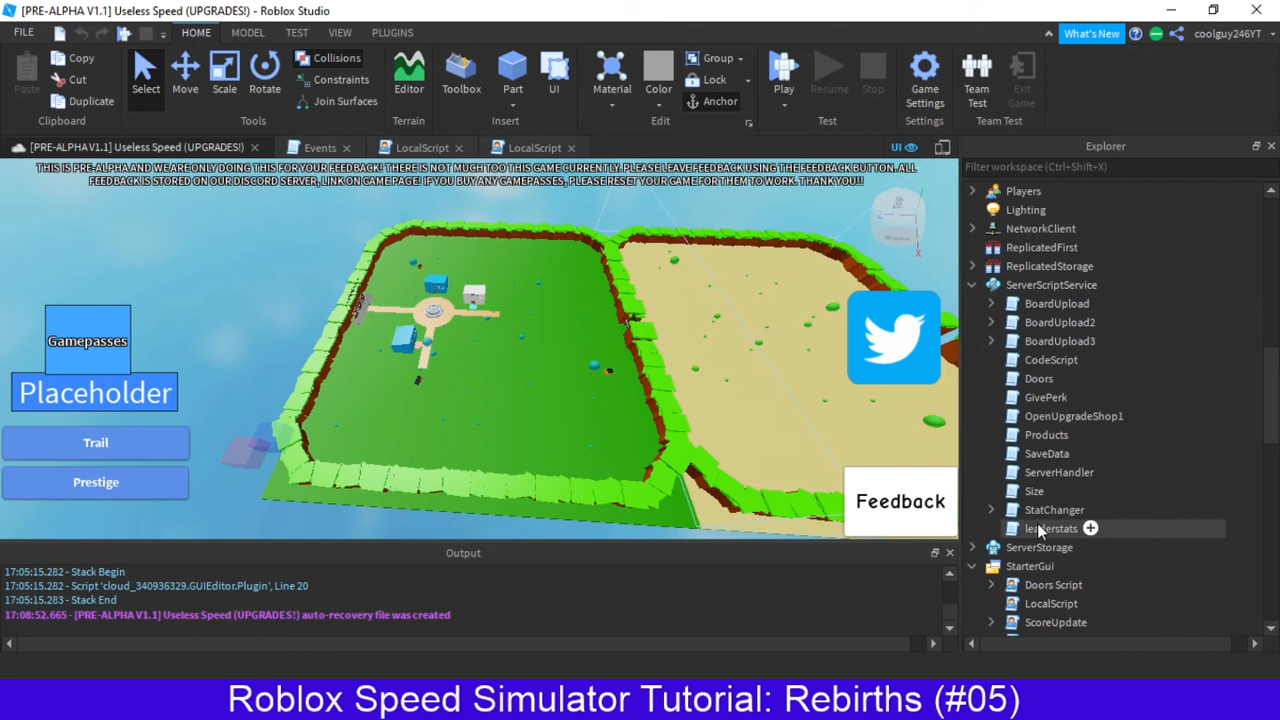 [PRE-ALPHA V1.1] Useless Speed (UPGRADES!) - Roblox Studio
FILE HOME MODEL TEST VIEW PLUGINS What's New coolguy246YT
Paste Copy Cut Duplicate Clipboard
Select Move Scale Rotate Collisions Constraints Join Surfaces Tools
Editor Terrain
Toolbox Part UI Insert
Material Color Group Lock Anchor Edit
Play Resume Stop Test
Game Settings Settings
Team Test Exit Game Team Test
[PRE-ALPHA V1.1] Useless Speed (UPGRADES!) Events LocalScript LocalScript UI
THIS IS PRE-ALPHA AND WE ARE ONLY DOING THIS FOR YOUR FEEDBACK! THERE IS NOT MUCH TOO THIS GAME CURRENTLY. PLEASE LEAVE FEEDBACK USING THE FEEDBACK BUTTON. ALL
FEEDBACK IS STORED ON OUR DISCORD SERVER, LINK ON GAME PAGE! IF YOU BUY ANY GAMEPASSES, PLEASE RESET YOUR GAME FOR THEM TO WORK. THANK YOU!!
Top
Z
X
Gamepasses
Placeholder
Trail
Prestige
Feedback
Output
17:05:15.282 - Stack Begin
17:05:15.282 - Script 'cloud_340936329.GUIEditor.Plugin', Line 20
17:05:15.283 - Stack End
17:08:52.665 - [PRE-ALPHA V1.1] Useless Speed (UPGRADES!) auto-recovery file was created
Explorer
Filter workspace (Ctrl+Shift+X)
Players
Lighting
NetworkClient
ReplicatedFirst
ReplicatedStorage
ServerScriptService
BoardUpload
BoardUpload2
BoardUpload3
CodeScript
Doors
GivePerk
OpenUpgradeShop1
Products
SaveData
ServerHandler
Size
StatChanger
leaderstats
ServerStorage
StarterGui
Doors Script
LocalScript
ScoreUpdate
Roblox Speed Simulator Tutorial: Rebirths (#05)